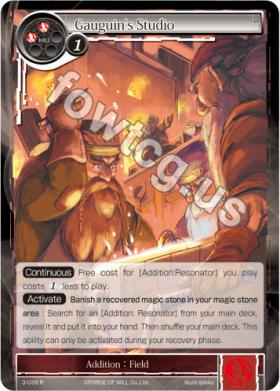 Gauguin's Studio
WILL
1
fowtcg.us
Continuous Free cost for [Addition:Resonator] you play
costs 1 less to play.
Activate Banish a recovered magic stone in your magic stone
area : Search for an [Addition: Resonator] from your main deck,
reveal it and put it into your hand. Then shuffle your main deck. This
ability can only be activated during your turn.
Addition : Field
3-039 R
©FORCE OF WILL Co.,Ltd.